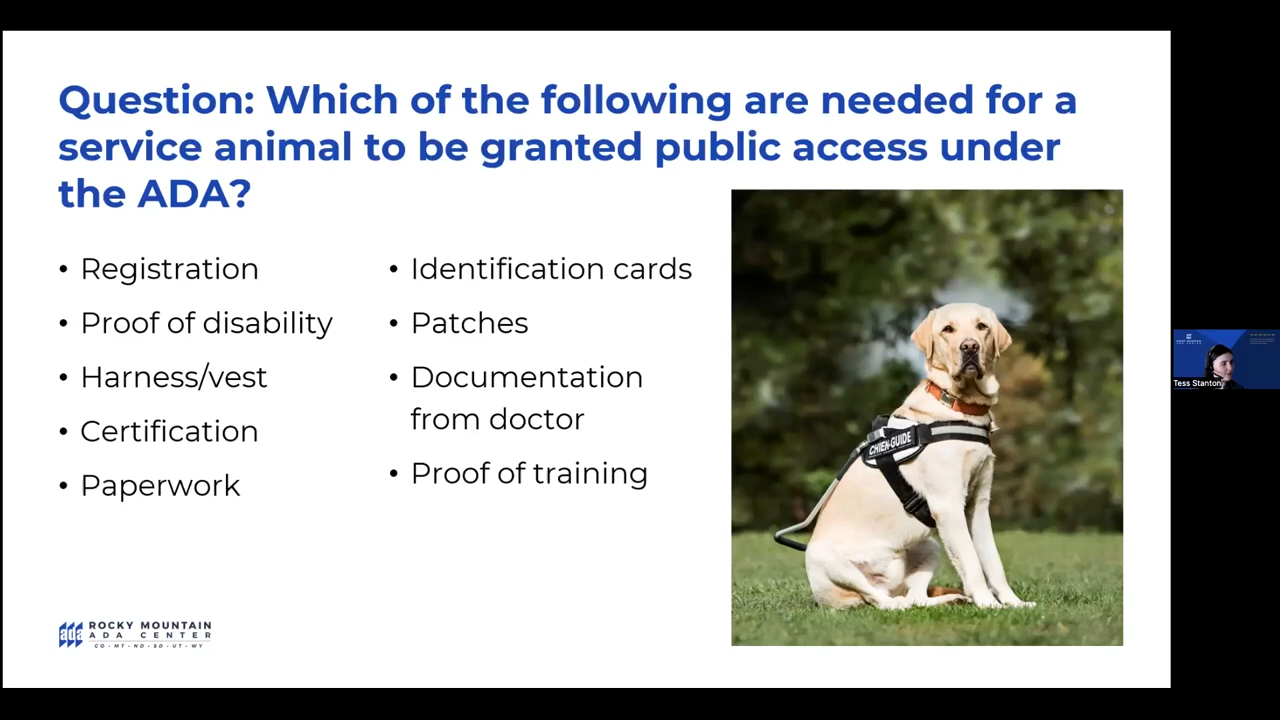 Question: Which of the following are needed for a
service animal to be granted public access under
the ADA?
• Registration
• Proof of disability
• Harness/vest
• Certification
• Paperwork
• Identification cards
• Patches
• Documentation
from doctor
• Proof of training
CHIEN-GUIDE
ada
ROCKY MOUNTAIN
ADA CENTER
CO • MT • ND • SD • UT • WY
Tess Stanton